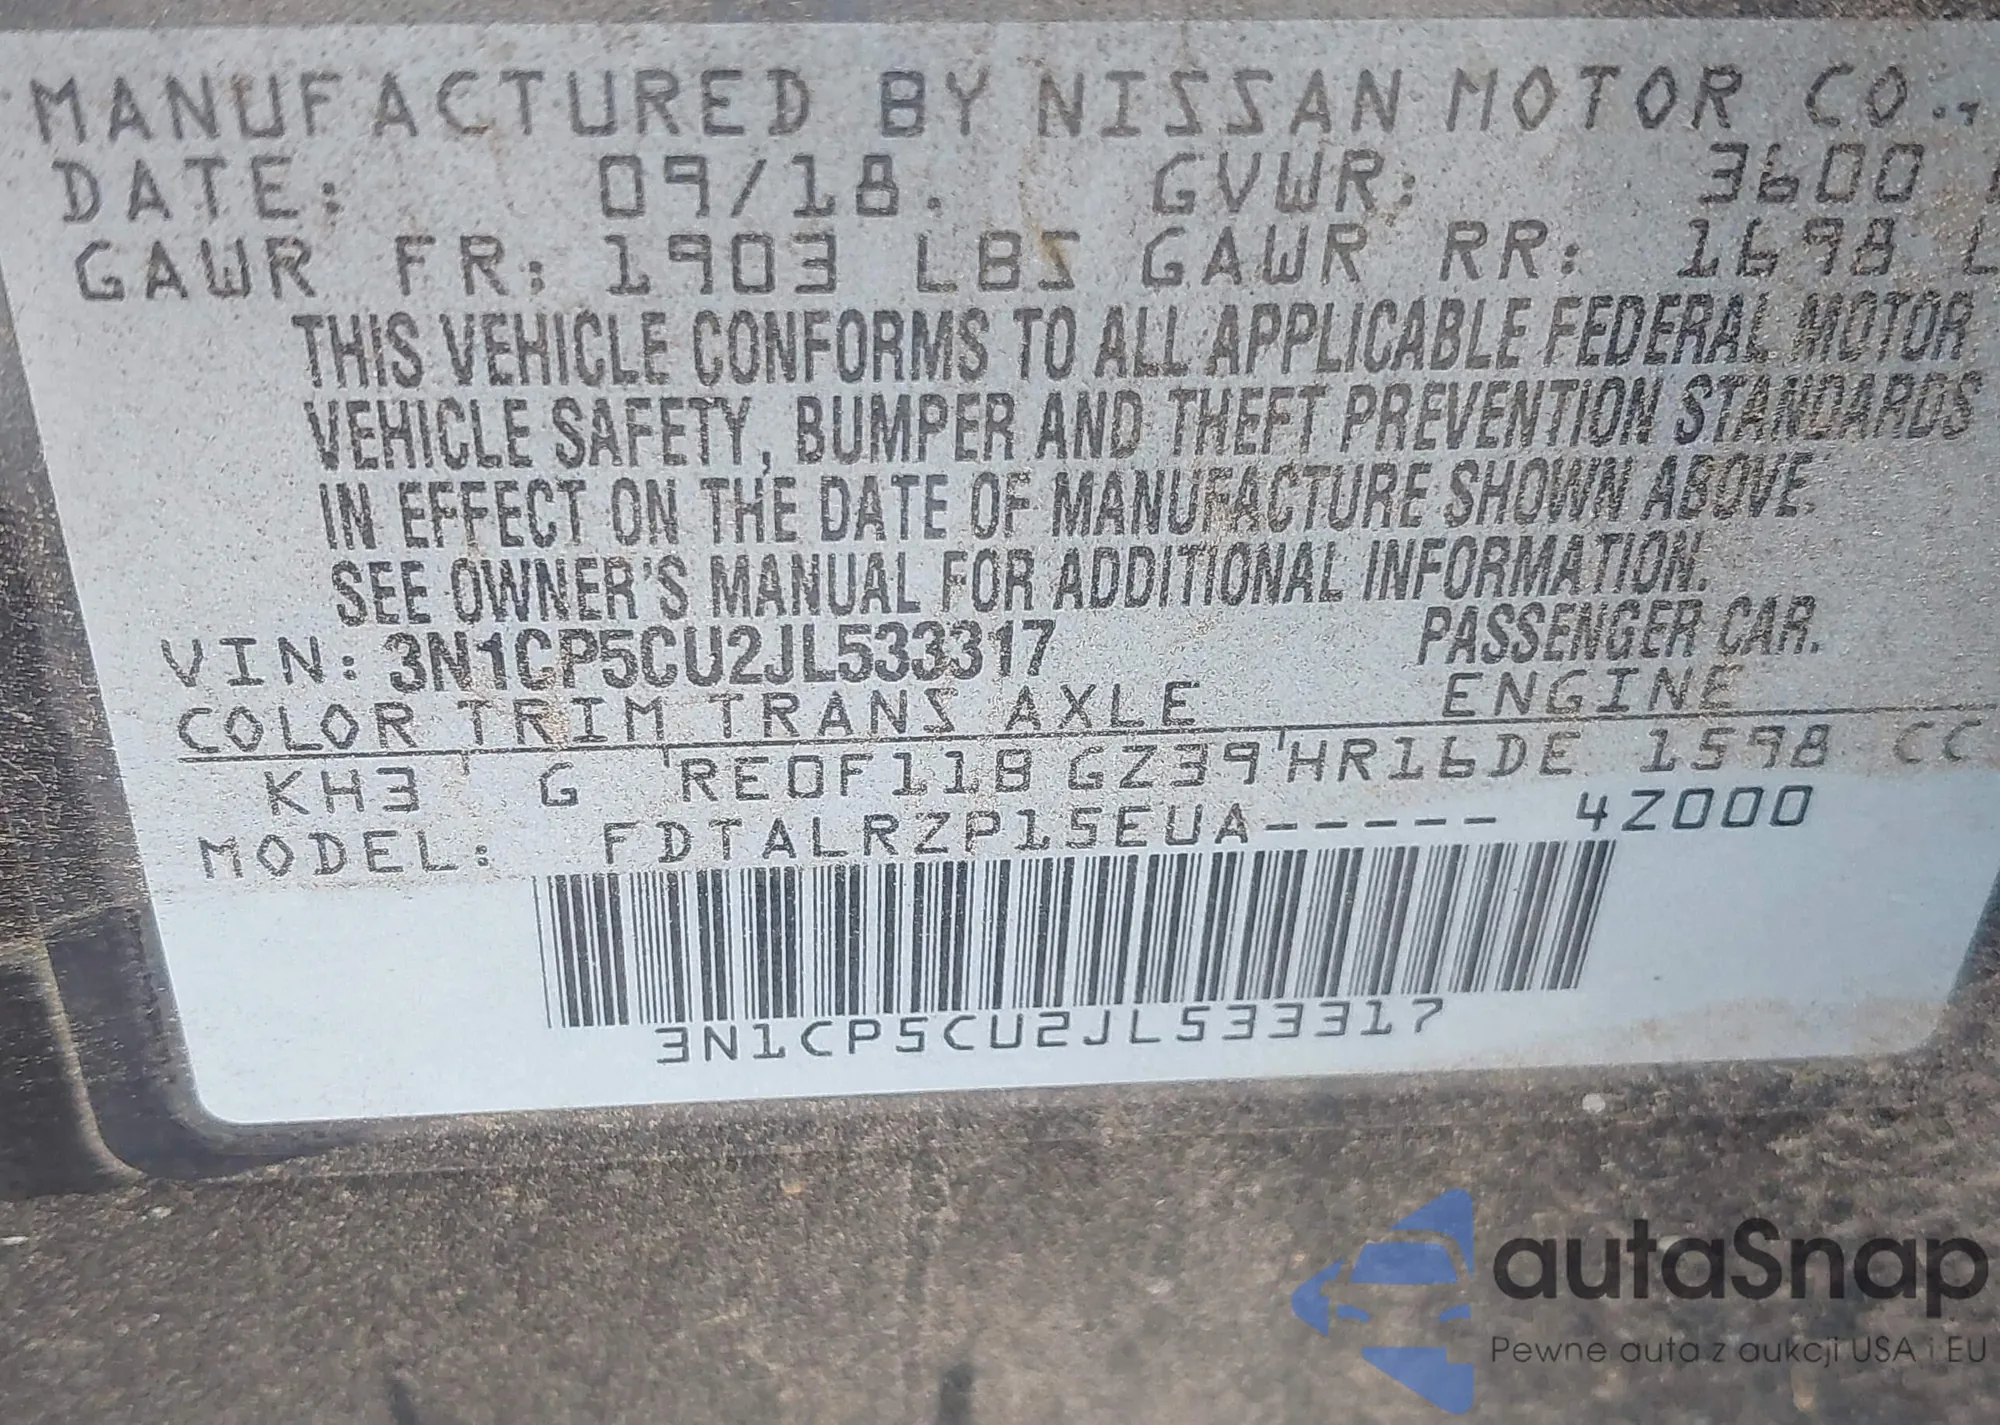 MANUFACTURED BY NISSAN MOTOR CO.,
DATE: 09/18. GVWR: 3600
GAWR FR: 1903 LBS GAWR RR: 1698 L
THIS VEHICLE CONFORMS TO ALL APPLICABLE FEDERAL MOTOR
VEHICLE SAFETY, BUMPER AND THEFT PREVENTION STANDARDS
IN EFFECT ON THE DATE OF MANUFACTURE SHOWN ABOVE.
SEE OWNER'S MANUAL FOR ADDITIONAL INFORMATION.
VIN: 3N1CP5CU2JL533317 PASSENGER CAR.
COLOR TRIM TRANS AXLE ENGINE
KH3 G RE0F11B GZ39 HR16DE 1598 CC
MODEL: FDTALRZP15EUA----- 4Z000
3N1CP5CU2JL533317
autaSnap
Pewne auta z aukcji USA i EU